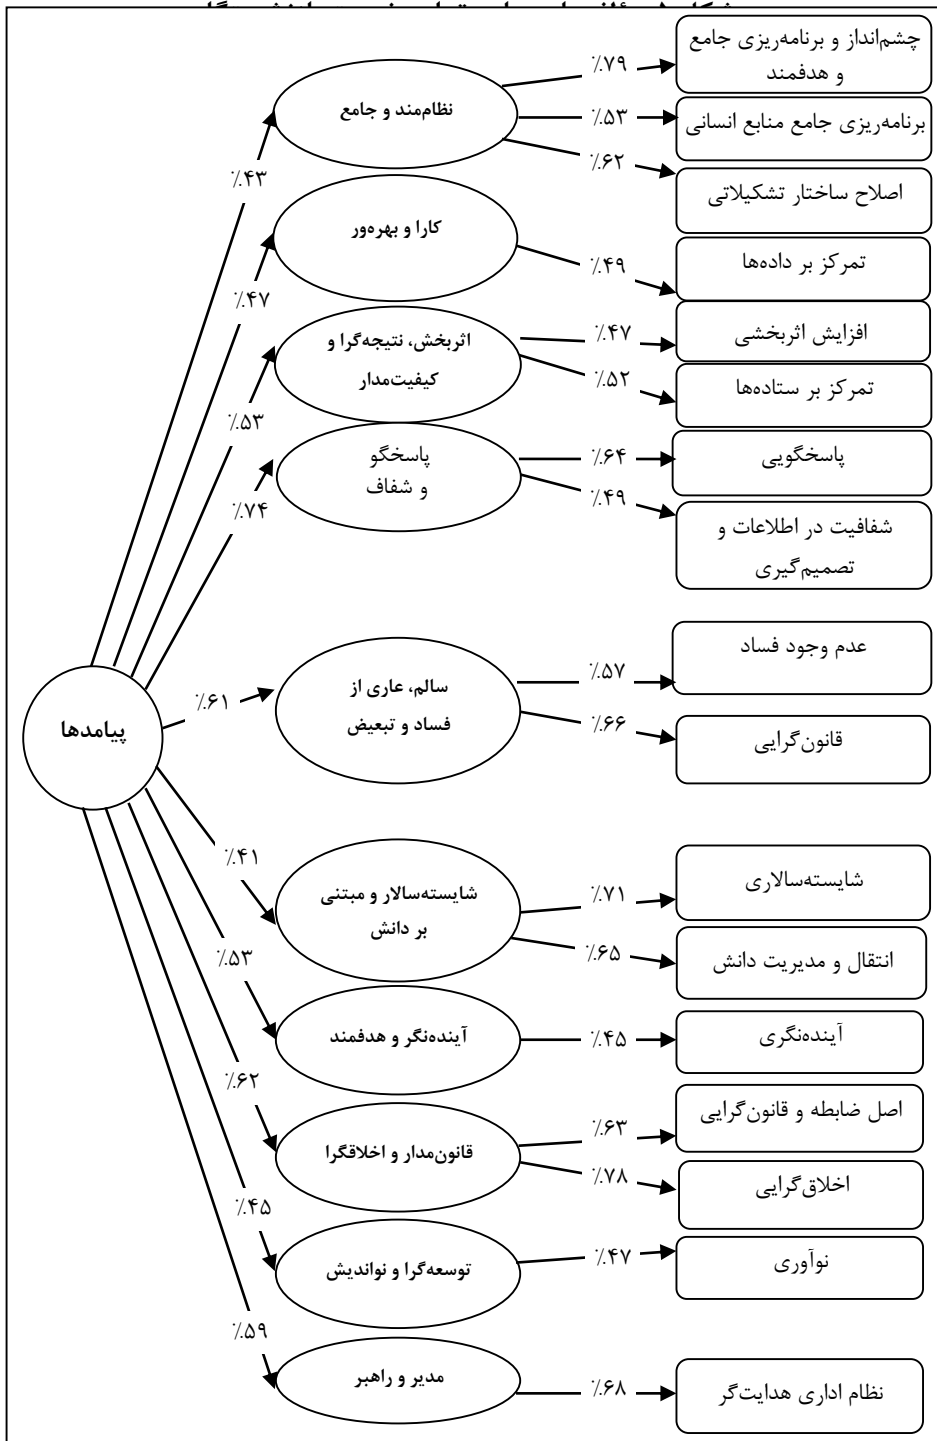 چشم‌انداز و برنامه‌ریزی جامع
و هدفمند
٪.۷۹
نظام‌مند و جامع
٪.۵۳
برنامه‌ریزی جامع منابع انسانی
٪.۶۲
اصلاح ساختار تشکیلاتی
٪.۴۳
کارا و بهره‌ور
٪.۴۹
تمرکز بر داده‌ها
٪.۴۷
اثربخش، نتیجه‌گرا و
کیفیت‌مدار
٪.۴۷
افزایش اثربخشی
٪.۵۲
تمرکز بر ستاده‌ها
٪.۵۳
پاسخگو
و شفاف
٪.۶۴
پاسخگویی
٪.۴۹
شفافیت در اطلاعات و
تصمیم‌گیری
٪.۷۴
پیامدها
٪.۶۱
سالم، عاری از
فساد و تبعیض
٪.۵۷
عدم وجود فساد
٪.۶۶
قانون‌گرایی
٪.۴۱
شایسته‌سالار و مبتنی
بر دانش
٪.۷۱
شایسته‌سالاری
٪.۶۵
انتقال و مدیریت دانش
٪.۵۳
آینده‌نگر و هدفمند
٪.۴۵
آینده‌نگری
٪.۶۲
قانون‌مدار و اخلاقگرا
٪.۶۳
اصل ضابطه و قانون‌گرایی
٪.۷۸
اخلاق‌گرایی
٪.۴۵
توسعه‌گرا و نواندیش
٪.۴۷
نوآوری
٪.۵۹
مدیر و راهبر
٪.۶۸
نظام اداری هدایت‌گر